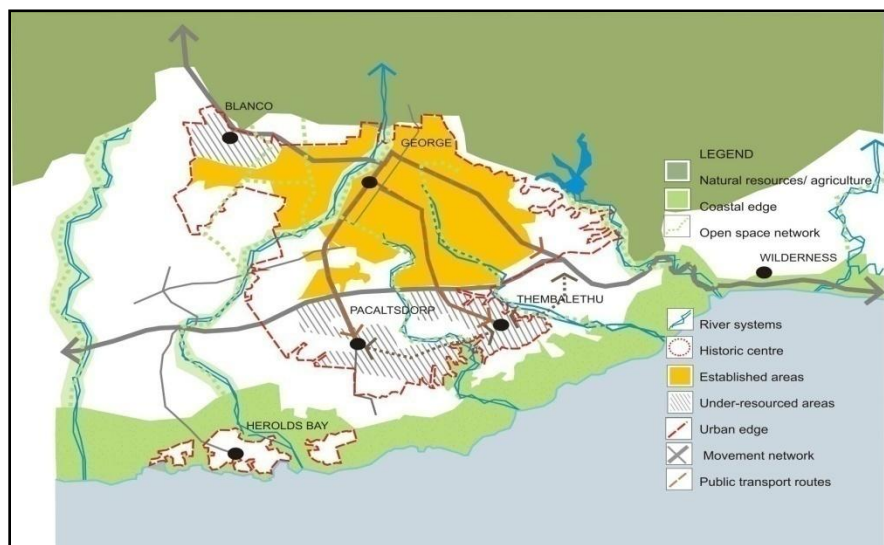 BLANCO
GEORGE
LEGEND
Natural resources/ agriculture
Coastal edge
Open space network
WILDERNESS
THEMBALETHU
PACALTSDORP
River systems
Historic centre
Established areas
Under-resourced areas
HEROLDS BAY
Urban edge
Movement network
Public transport routes